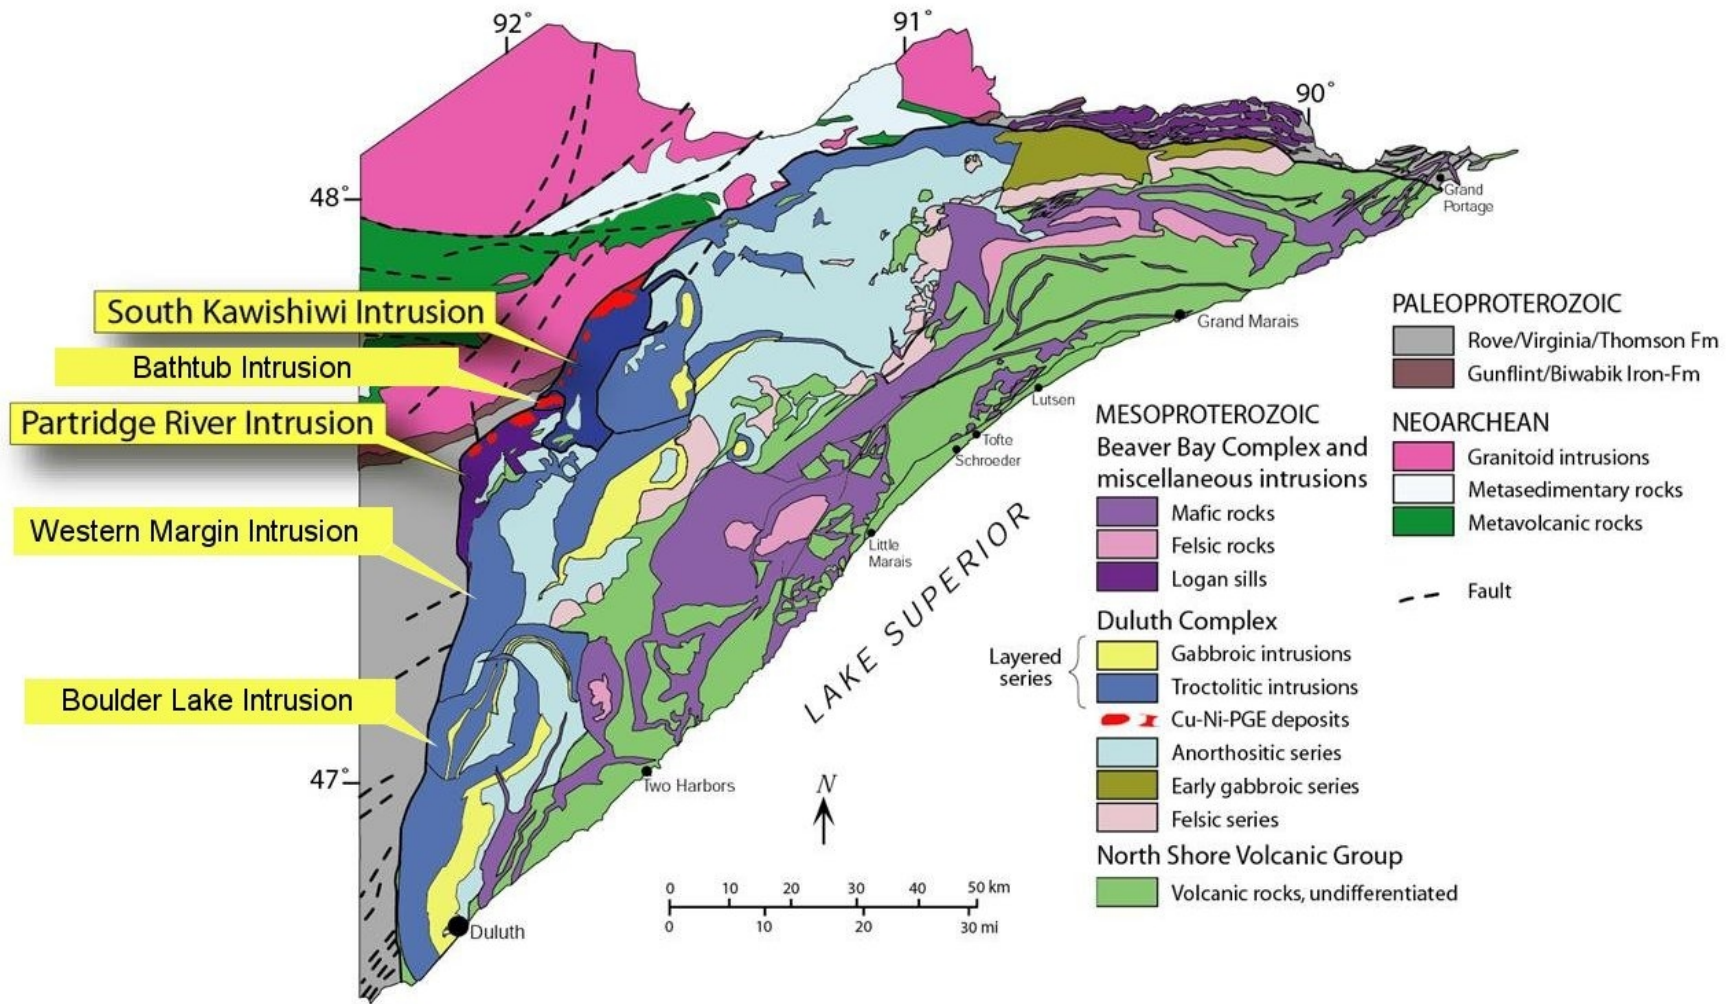 92°
91°
90°
48°
47°
South Kawishiwi Intrusion
Bathtub Intrusion
Partridge River Intrusion
Western Margin Intrusion
Boulder Lake Intrusion
Grand
Portage
Grand Marais
Lutsen
Tofte
Schroeder
Little
Marais
Two Harbors
Duluth
LAKE SUPERIOR
N
0 10 20 30 40 50 km
0 10 20 30 mi
MESOPROTEROZOIC
Beaver Bay Complex and
miscellaneous intrusions
Mafic rocks
Felsic rocks
Logan sills
Duluth Complex
Layered
series
Gabbroic intrusions
Troctolitic intrusions
Cu-Ni-PGE deposits
Anorthositic series
Early gabbroic series
Felsic series
North Shore Volcanic Group
Volcanic rocks, undifferentiated
PALEOPROTEROZOIC
Rove/Virginia/Thomson Fm
Gunflint/Biwabik Iron-Fm
NEOARCHEAN
Granitoid intrusions
Metasedimentary rocks
Metavolcanic rocks
Fault